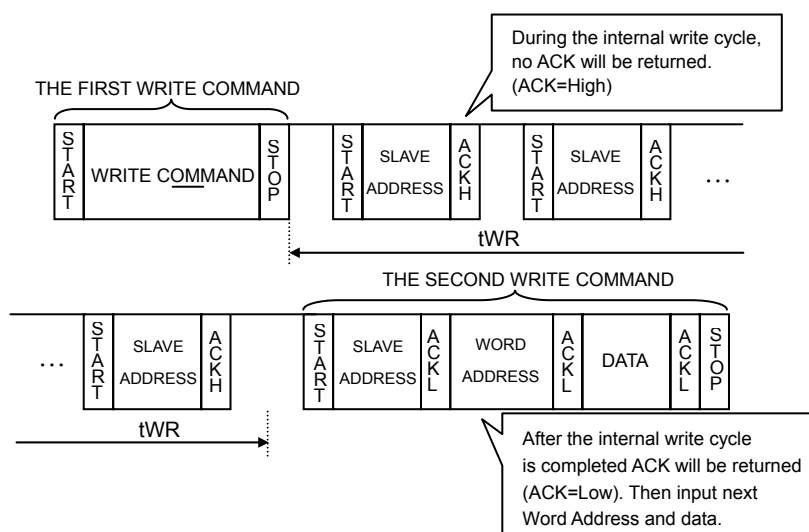 During the internal write cycle,
no ACK will be returned.
(ACK=High)
THE FIRST WRITE COMMAND
START
WRITE COMMAND
STOP
START
SLAVE
ADDRESS
ACKH
START
SLAVE
ADDRESS
ACKH
…
tWR
THE SECOND WRITE COMMAND
…
START
SLAVE
ADDRESS
ACKH
START
SLAVE
ADDRESS
ACKL
WORD
ADDRESS
ACKL
DATA
ACKL
STOP
tWR
After the internal write cycle
is completed ACK will be returned
(ACK=Low). Then input next
Word Address and data.